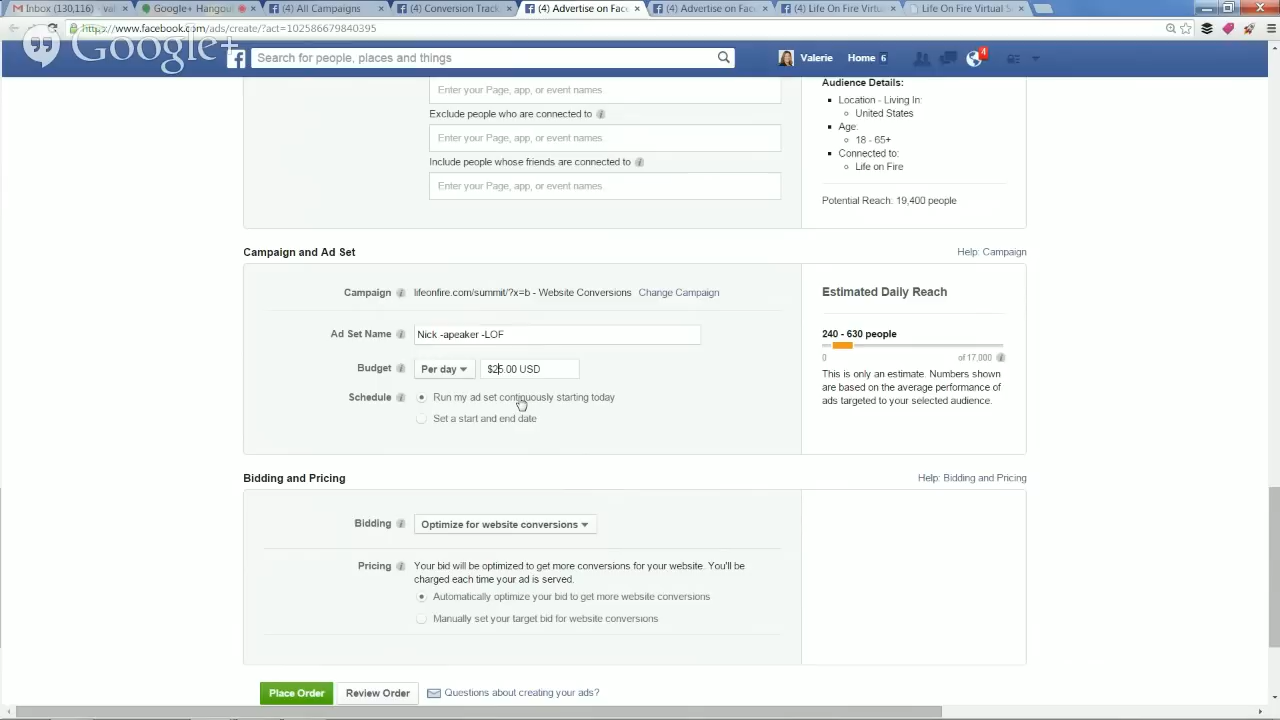 Inbox (130,116) - val
Google+ Hangou
(4) All Campaigns
(4) Conversion Track
(4) Advertise on Fac
(4) Advertise on Fac
(4) Life On Fire Virtu
Life On Fire Virtual S
https://www.facebook.com/ads/create/?act=102586679840395
Google+
Search for people, places and things
Valerie
Home 6
4
Enter your Page, app, or event names
Exclude people who are connected to
Enter your Page, app, or event names
Include people whose friends are connected to
Enter your Page, app, or event names
Audience Details:
Location - Living In:
United States
Age:
18 - 65+
Connected to:
Life on Fire
Potential Reach: 19,400 people
Campaign and Ad Set
Help: Campaign
Campaign lifeonfire.com/summit/?x=b - Website Conversions Change Campaign
Ad Set Name Nick -apeaker -LOF
Budget Per day $25.00 USD
Schedule Run my ad set continuously starting today
Set a start and end date
Estimated Daily Reach
240 - 630 people
0 of 17,000
This is only an estimate. Numbers shown
are based on the average performance of
ads targeted to your selected audience.
Bidding and Pricing
Help: Bidding and Pricing
Bidding Optimize for website conversions
Pricing Your bid will be optimized to get more conversions for your website. You'll be
charged each time your ad is served.
Automatically optimize your bid to get more website conversions
Manually set your target bid for website conversions
Place Order
Review Order
Questions about creating your ads?